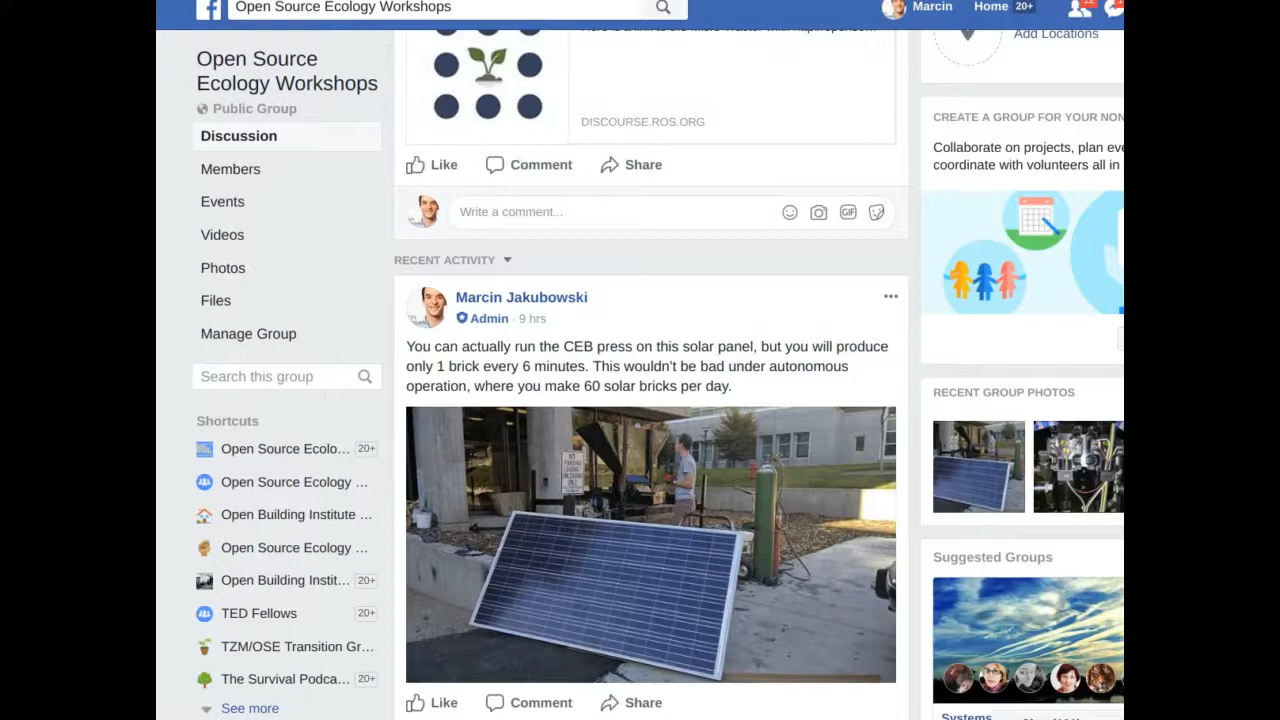 Open Source Ecology Workshops
Marcin
Home 20+
Open Source
Ecology Workshops
Public Group
Discussion
Members
Events
Videos
Photos
Files
Manage Group
Search this group
Shortcuts
Open Source Ecolo... 20+
Open Source Ecology ...
Open Building Institute ...
Open Source Ecology ...
Open Building Instit... 20+
TED Fellows 20+
TZM/OSE Transition Gr...
The Survival Podca... 20+
See more
DISCOURSE.ROS.ORG
Like Comment Share
Write a comment...
GIF
RECENT ACTIVITY
Marcin Jakubowski
Admin · 9 hrs
You can actually run the CEB press on this solar panel, but you will produce
only 1 brick every 6 minutes. This wouldn't be bad under autonomous
operation, where you make 60 solar bricks per day.
NO
PARKING
LOADING
UNLOADING
ONLY
Like Comment Share
Add Locations
CREATE A GROUP FOR YOUR NON
Collaborate on projects, plan eve
coordinate with volunteers all in
RECENT GROUP PHOTOS
Suggested Groups
Systems